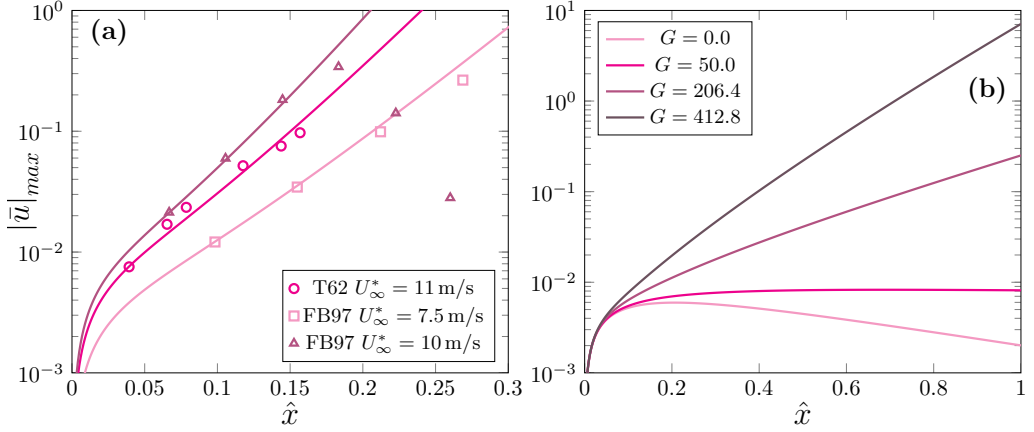 10^0
10^{-1}
10^{-2}
10^{-3}
|ū|_{max}
(a)
T62 U^*_∞ = 11 m/s
FB97 U^*_∞ = 7.5 m/s
FB97 U^*_∞ = 10 m/s
0 0.05 0.1 0.15 0.2 0.25 0.3
x̂
10^1
10^0
10^{-1}
10^{-2}
10^{-3}
G = 0.0
G = 50.0
G = 206.4
G = 412.8
(b)
0 0.2 0.4 0.6 0.8 1
x̂